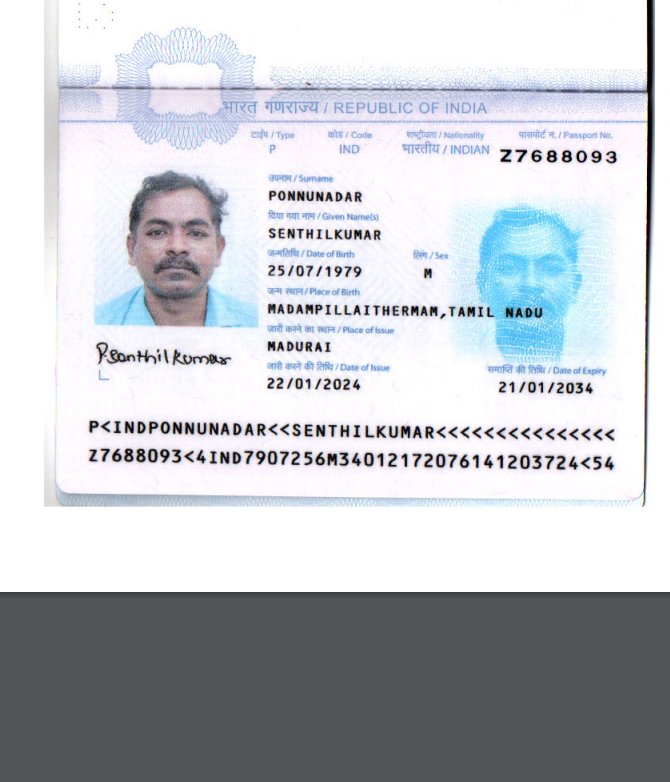 भारत गणराज्य / REPUBLIC OF INDIA
टाईप / Type
कोड / Code
राष्ट्रीयता / Nationality
पासपोर्ट न. / Passport No.
P
IND
भारतीय / INDIAN
Z7688093
उपनाम / Surname
PONNUNADAR
दिया गया नाम / Given Name(s)
SENTHILKUMAR
जन्मतिथि / Date of Birth
लिंग / Sex
25/07/1979
M
जन्म स्थान / Place of Birth
MADAMPILLAITHERMAM,TAMIL NADU
जारी करने का स्थान / Place of Issue
MADURAI
P.Senthil Kumar
जारी करने की तिथि / Date of Issue
समाप्ति की तिथि / Date of Expiry
22/01/2024
21/01/2034
P<INDPONNUNADAR<<SENTHILKUMAR<<<<<<<<<<<<<<<
Z7688093<4IND7907256M34012172076141203724<54